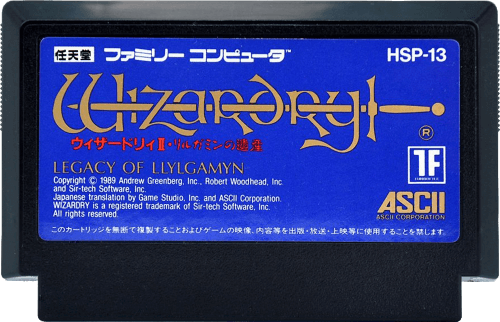 任天堂 ファミリーコンピュータ™ HSP-13
Wizardry
®
ウィザードリィII・リルガミンの遺産
LEGACY OF LLYLGAMYN
Copyright © 1989 Andrew Greenberg, Inc., Robert Woodhead, Inc
and Sir-tech Software, Inc.
Japanese translation by Game Studio, Inc. and ASCII Corporation.
WIZARDRY is a registered trademark of Sir-tech Software, Inc.
All rights reserved.
1F
ASCII
ASCII CORPORATION
このカートリッジを無断で複製することおよびゲームの映像、内容等を出版・放送・上映等に使用することを禁します。